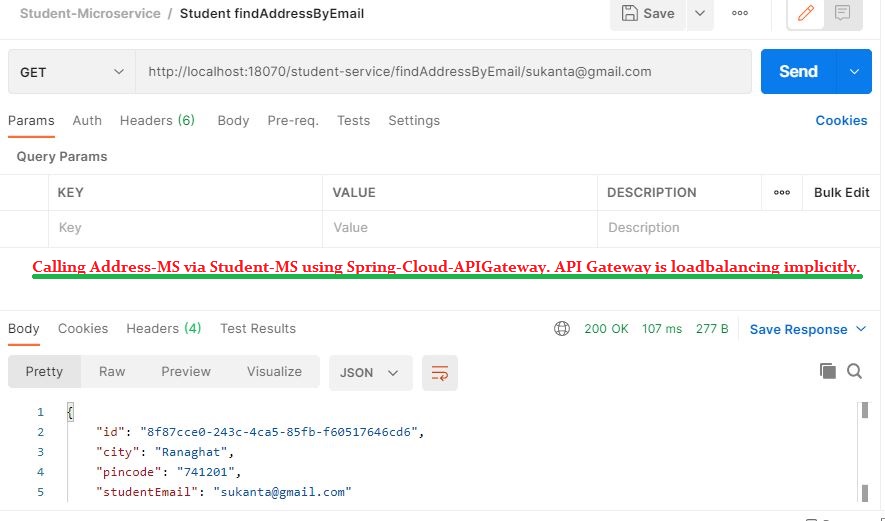 Student-Microservice / Student findAddressByEmail Save ooo
GET http://localhost:18070/student-service/findAddressByEmail/sukanta@gmail.com Send
Params Auth Headers (6) Body Pre-req. Tests Settings Cookies
Query Params
KEY VALUE DESCRIPTION ooo Bulk Edit
Key Value Description
Calling Address-MS via Student-MS using Spring-Cloud-APIGateway. API Gateway is loadbalancing implicitly.
Body Cookies Headers (4) Test Results 200 OK 107 ms 277 B Save Response
Pretty Raw Preview Visualize JSON
1 {
2 "id": "8f87cce0-243c-4ca5-85fb-f60517646cd6",
3 "city": "Ranaghat",
4 "pincode": "741201",
5 "studentEmail": "sukanta@gmail.com"